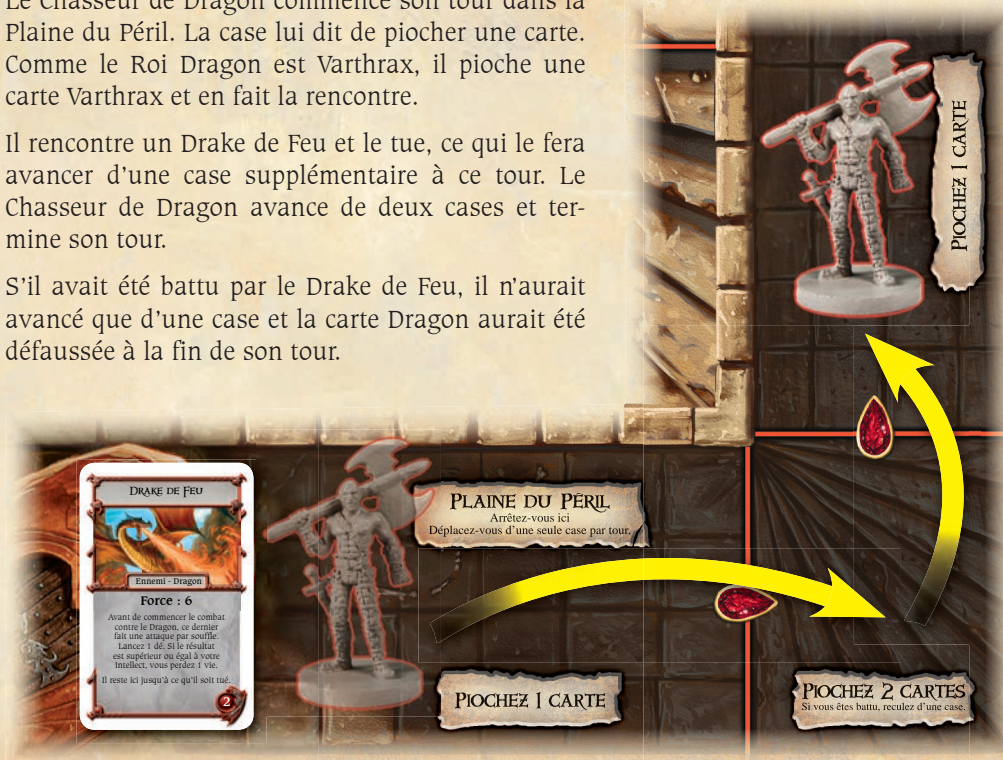 Le Chasseur de Dragon commence son tour dans la
Plaine du Péril. La case lui dit de piocher une carte.
Comme le Roi Dragon est Varthrax, il pioche une
carte Varthrax et en fait la rencontre.
Il rencontre un Drake de Feu et le tue, ce qui le fera
avancer d'une case supplémentaire à ce tour. Le
Chasseur de Dragon avance de deux cases et ter-
mine son tour.
S'il avait été battu par le Drake de Feu, il n'aurait
avancé que d'une case et la carte Dragon aurait été
défaussée à la fin de son tour.
PIOCHEZ 1 CARTE
DRAKE DE FEU
Ennemi - Dragon
Force : 6
Avant de commencer le combat
contre le Dragon, ce dernier
fait une attaque par souffle.
Lancez 1 dé. Si le résultat
est supérieur ou égal à votre
Intellect, vous perdez 1 vie.
Il reste ici jusqu'à ce qu'il soit tué.
2
PLAINE DU PÉRIL
Arrêtez-vous ici
Déplacez-vous d'une seule case par tour.
PIOCHEZ 1 CARTE
PIOCHEZ 2 CARTES
Si vous êtes battu, reculez d'une case.